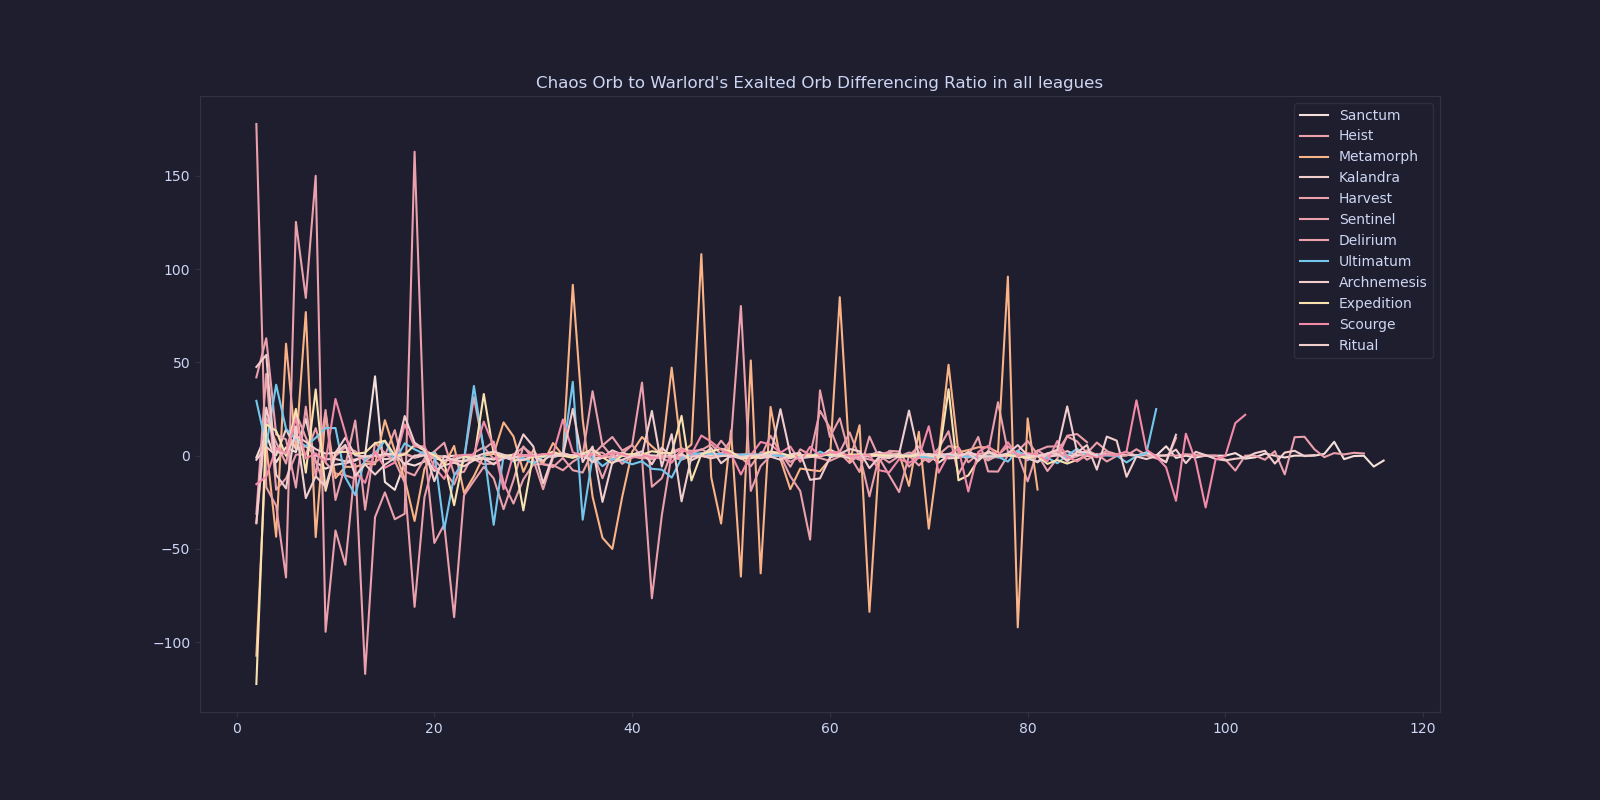 Chaos Orb to Warlord's Exalted Orb Differencing Ratio in all leagues
Sanctum
Heist
Metamorph
Kalandra
Harvest
Sentinel
Delirium
Ultimatum
Archnemesis
Expedition
Scourge
Ritual
150
100
50
0
−50
−100
0 20 40 60 80 100 120